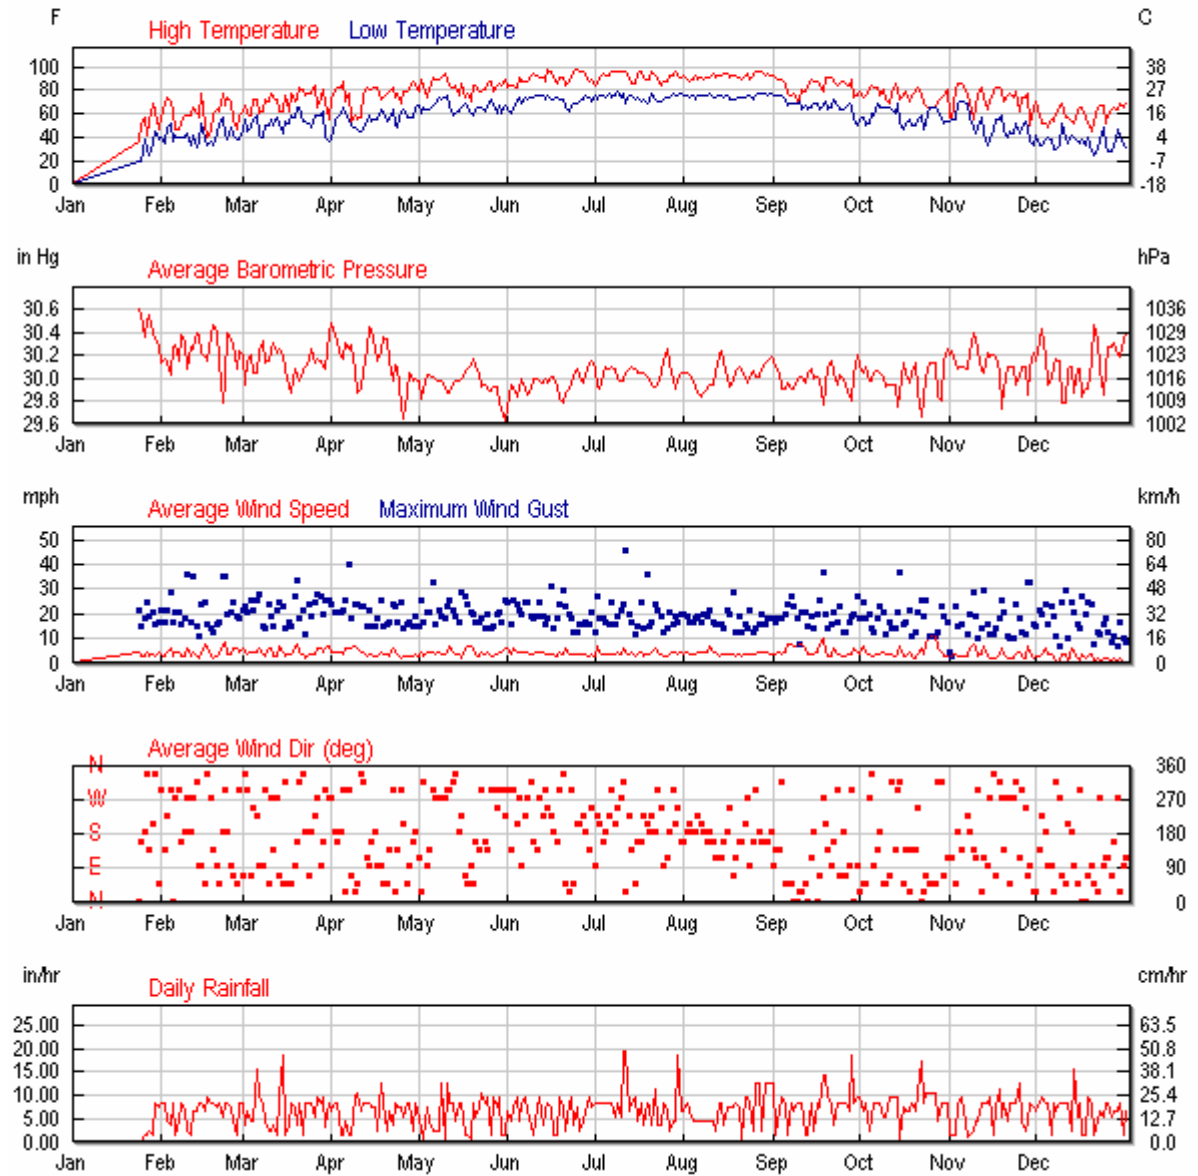 F C
High Temperature Low Temperature
100 38
80 27
60 16
40 4
20 -7
0 -18
Jan Feb Mar Apr May Jun Jul Aug Sep Oct Nov Dec
in Hg hPa
Average Barometric Pressure
30.6 1036
30.4 1029
30.2 1023
30.0 1016
29.8 1009
29.6 1002
Jan Feb Mar Apr May Jun Jul Aug Sep Oct Nov Dec
mph km/h
Average Wind Speed Maximum Wind Gust
50 80
40 64
30 48
20 32
10 16
0 0
Jan Feb Mar Apr May Jun Jul Aug Sep Oct Nov Dec
Average Wind Dir (deg)
N 360
W 270
S 180
E 90
N 0
Jan Feb Mar Apr May Jun Jul Aug Sep Oct Nov Dec
in/hr cm/hr
Daily Rainfall
25.00 63.5
20.00 50.8
15.00 38.1
10.00 25.4
5.00 12.7
0.00 0.0
Jan Feb Mar Apr May Jun Jul Aug Sep Oct Nov Dec